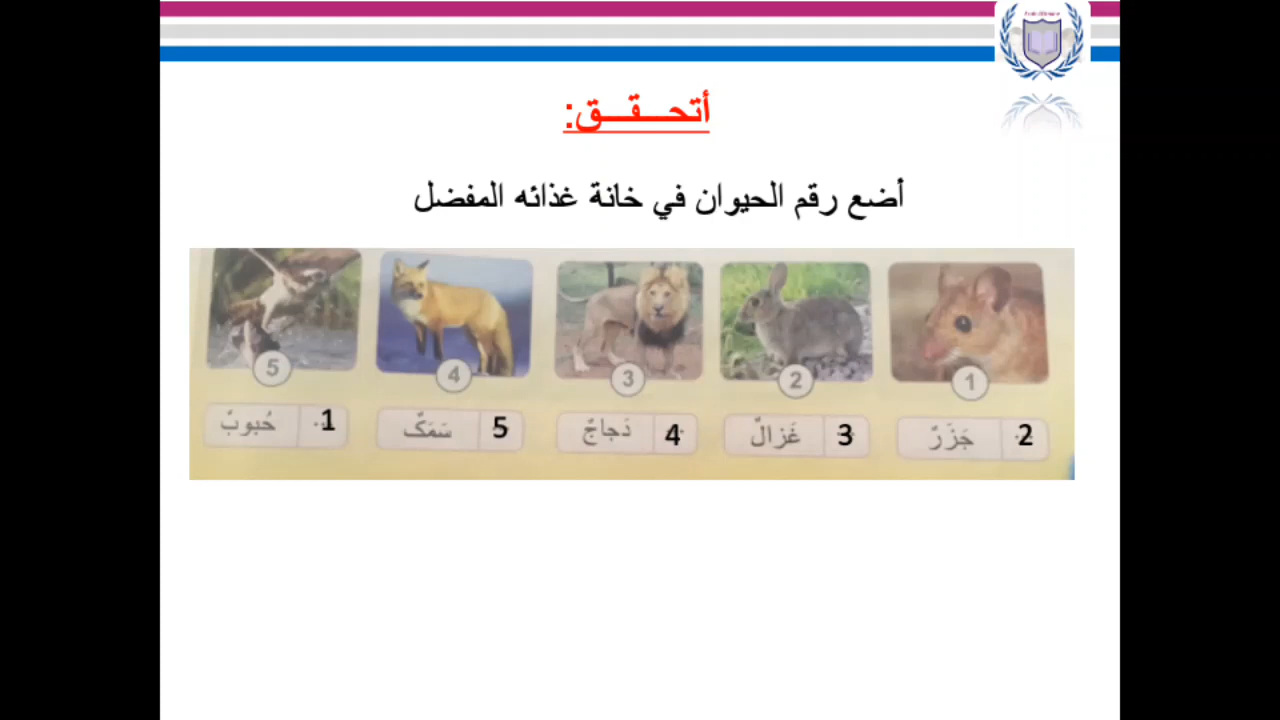 أتحـــقـــق:
أضع رقم الحيوان في خانة غذائه المفضل
1 2 3 4 5
2 جَزَرٌ 3 غَزالٌ 4 دَجاجٌ 5 سَمَكٌ 1 حُبوبٌ